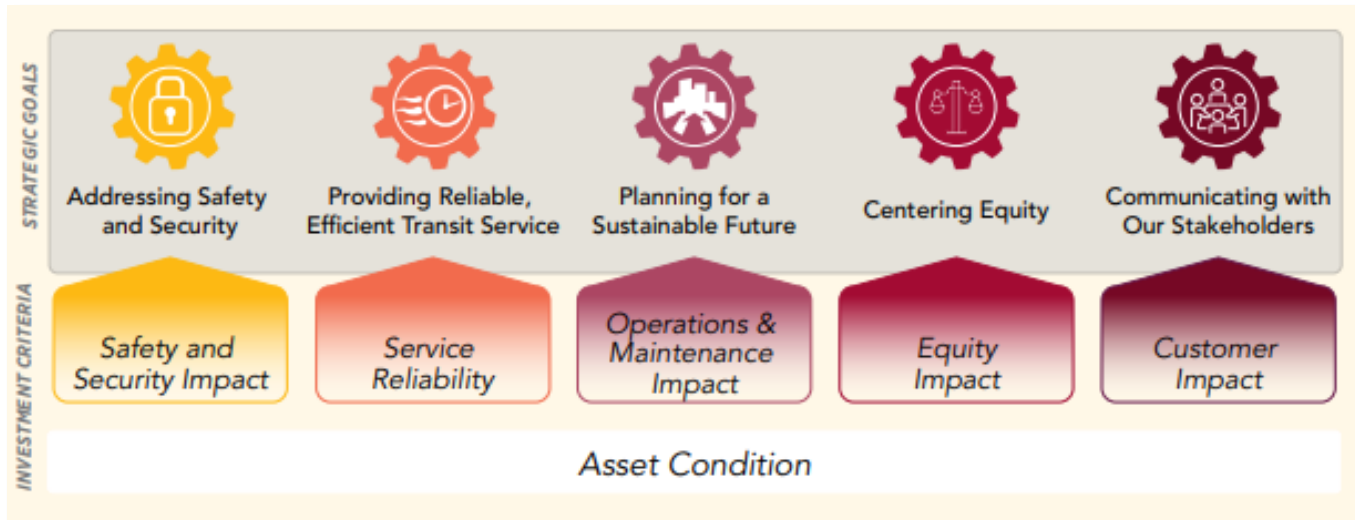 STRATEGIC GOALS
Addressing Safety
and Security
Providing Reliable,
Efficient Transit Service
Planning for a
Sustainable Future
Centering Equity
Communicating with
Our Stakeholders
INVESTMENT CRITERIA
Safety and
Security Impact
Service
Reliability
Operations &
Maintenance
Impact
Equity
Impact
Customer
Impact
Asset Condition